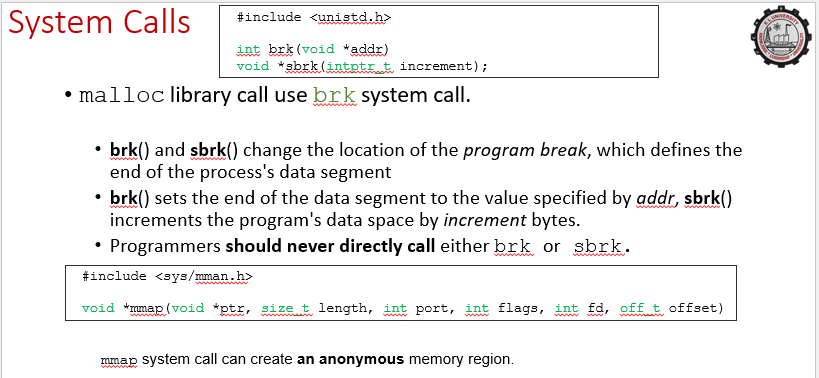 System Calls
#include <unistd.h>
int brk(void *addr)
void *sbrk(intptr_t increment);
• malloc library call use brk system call.
• brk() and sbrk() change the location of the program break, which defines the
end of the process's data segment
• brk() sets the end of the data segment to the value specified by addr, sbrk()
increments the program's data space by increment bytes.
• Programmers should never directly call either brk or sbrk.
#include <sys/mman.h>
void *mmap(void *ptr, size_t length, int port, int flags, int fd, off_t offset)
mmap system call can create an anonymous memory region.